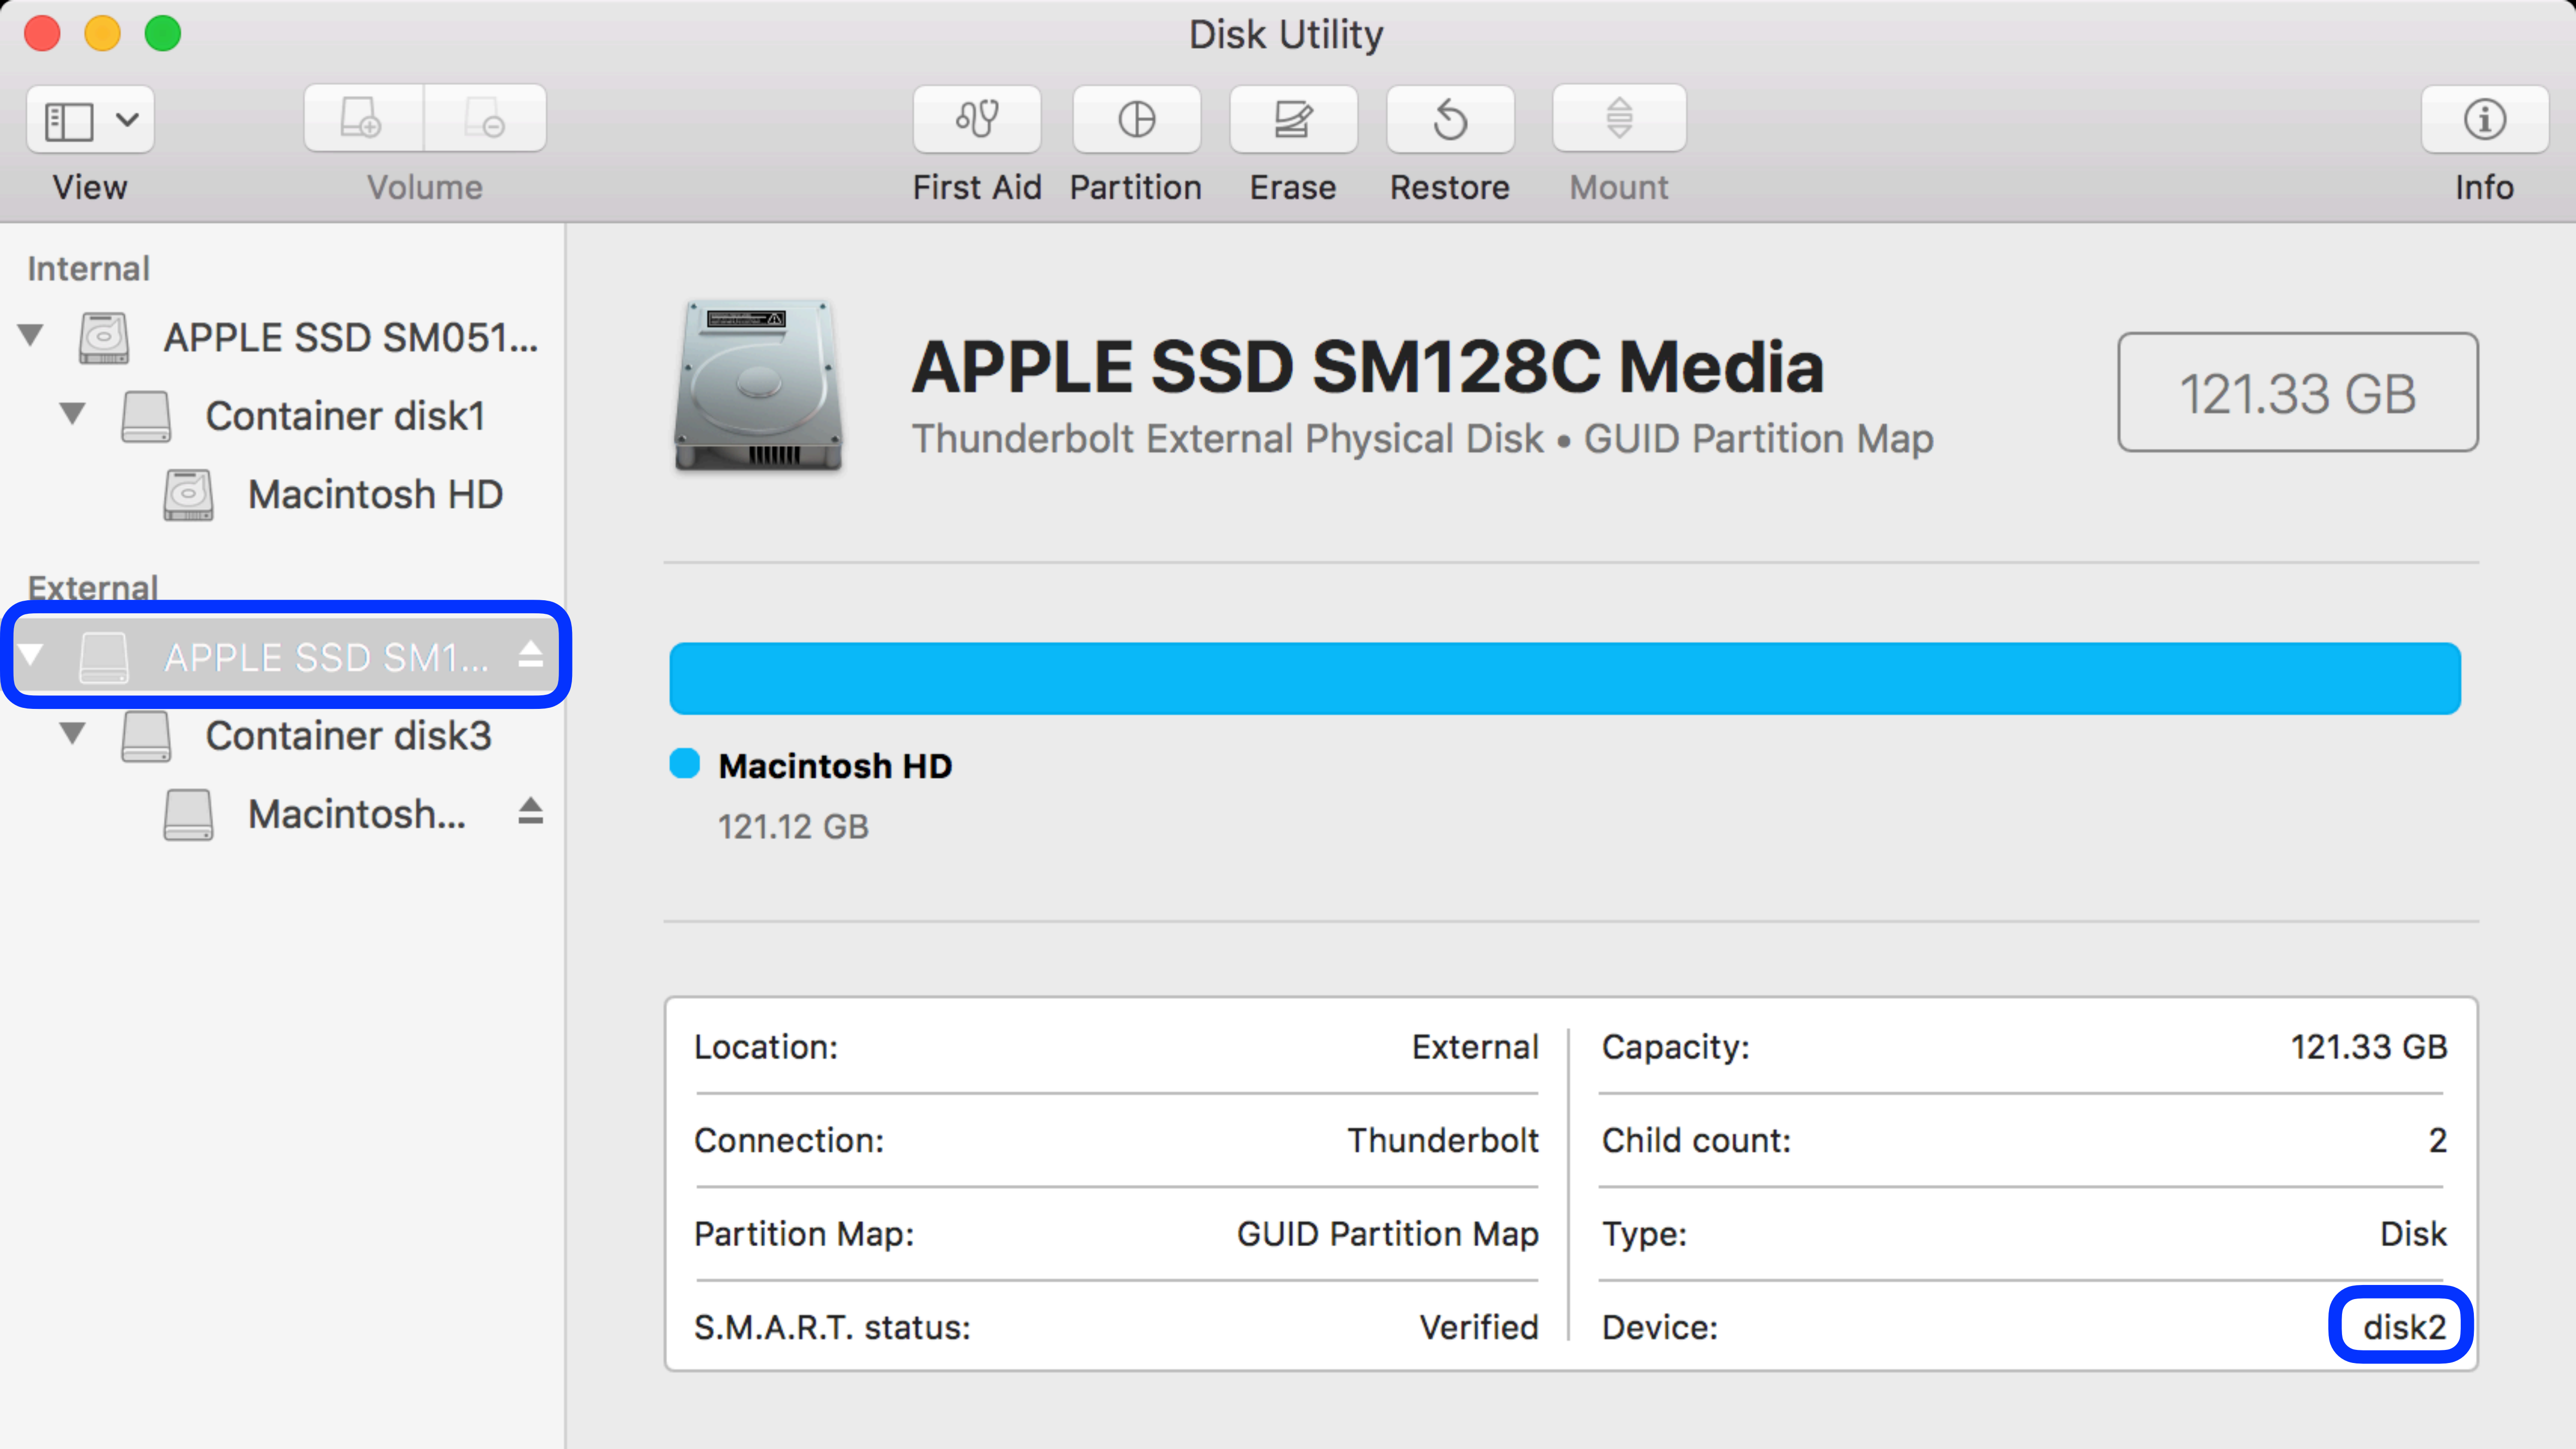 Disk Utility
View
Volume
First Aid
Partition
Erase
Restore
Mount
Info
Internal
APPLE SSD SM051...
Container disk1
Macintosh HD
External
APPLE SSD SM1...
Container disk3
Macintosh...
APPLE SSD SM128C Media
Thunderbolt External Physical Disk • GUID Partition Map
121.33 GB
Macintosh HD
121.12 GB
Location: External
Connection: Thunderbolt
Partition Map: GUID Partition Map
S.M.A.R.T. status: Verified
Capacity: 121.33 GB
Child count: 2
Type: Disk
Device: disk2